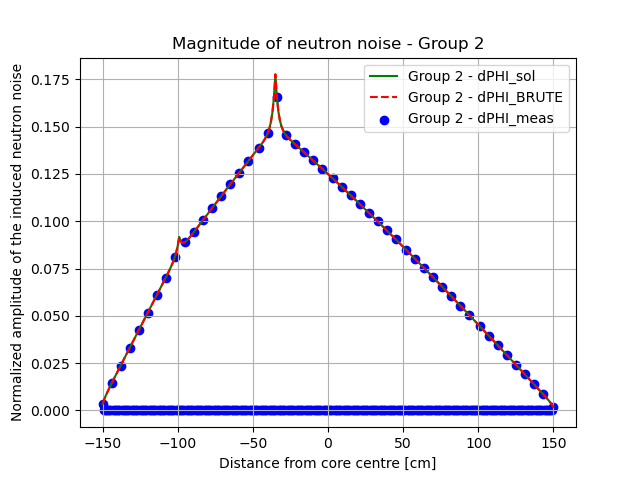 Magnitude of neutron noise - Group 2
Normalized amplitude of the induced neutron noise
0.175
0.150
0.125
0.100
0.075
0.050
0.025
0.000
Group 2 - dPHI_sol
Group 2 - dPHI_BRUTE
Group 2 - dPHI_meas
−150 −100 −50 0 50 100 150
Distance from core centre [cm]